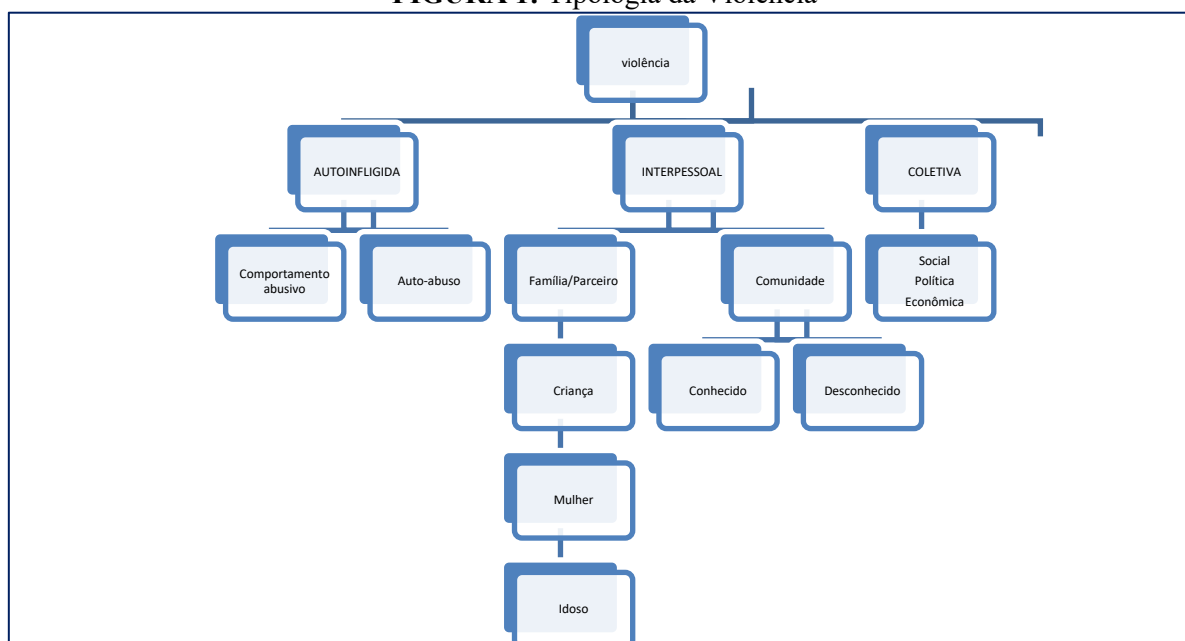 FIGURA 1: Tipologia da Violência
violência
AUTOINFLIGIDA
INTERPESSOAL
COLETIVA
Comportamento
abusivo
Auto-abuso
Família/Parceiro
Comunidade
Social
Política
Econômica
Criança
Conhecido
Desconhecido
Mulher
Idoso